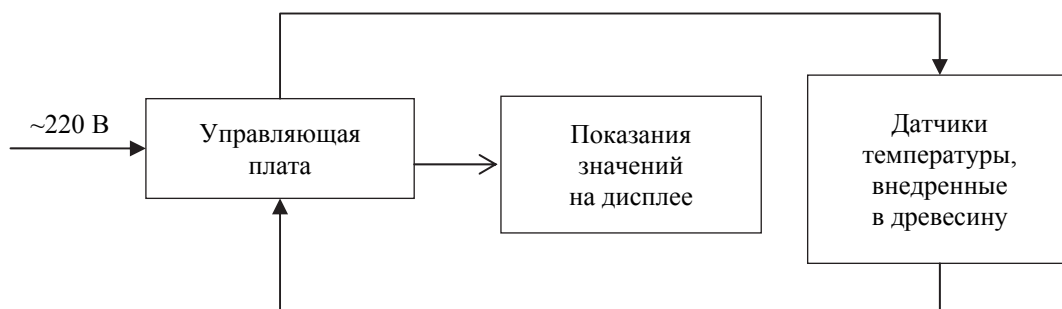 ~220 В
Управляющая
плата
Показания
значений
на дисплее
Датчики
температуры,
внедренные
в древесину